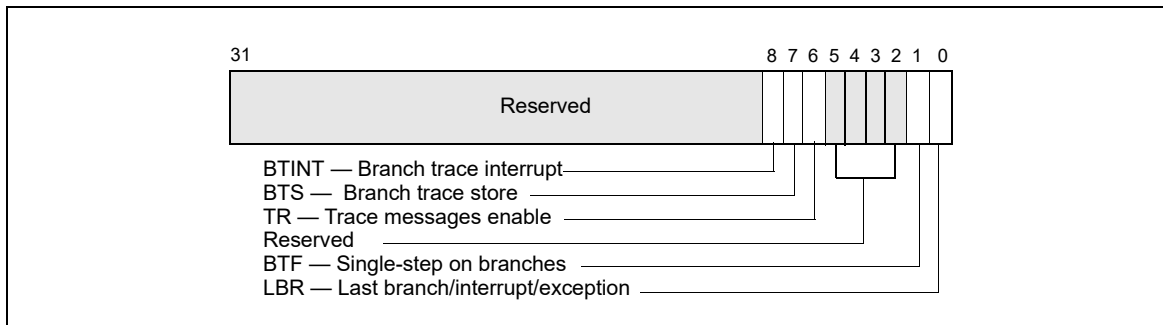 31 8 7 6 5 4 3 2 1 0
Reserved
BTINT — Branch trace interrupt
BTS — Branch trace store
TR — Trace messages enable
Reserved
BTF — Single-step on branches
LBR — Last branch/interrupt/exception